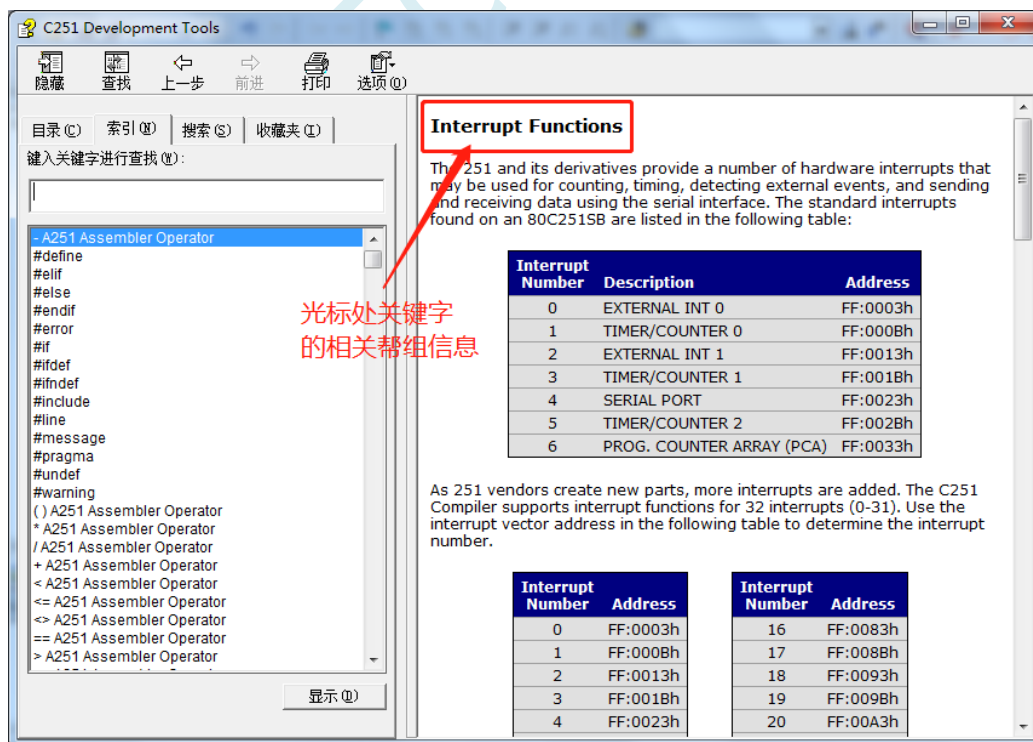 C251 Development Tools
隐藏 查找 上一步 前进 打印 选项(O)
目录(C) 索引(N) 搜索(S) 收藏夹(I)
键入关键字进行查找(W):
- A251 Assembler Operator
#define
#elif
#else
#endif
#error
#if
#ifdef
#ifndef
#include
#line
#message
#pragma
#undef
#warning
( ) A251 Assembler Operator
* A251 Assembler Operator
/ A251 Assembler Operator
+ A251 Assembler Operator
< A251 Assembler Operator
<= A251 Assembler Operator
<> A251 Assembler Operator
== A251 Assembler Operator
> A251 Assembler Operator
显示(D)
光标处关键字
的相关帮组信息
Interrupt Functions
The 251 and its derivatives provide a number of hardware interrupts that
may be used for counting, timing, detecting external events, and sending
and receiving data using the serial interface. The standard interrupts
found on an 80C251SB are listed in the following table:
Interrupt
Number Description Address
0 EXTERNAL INT 0 FF:0003h
1 TIMER/COUNTER 0 FF:000Bh
2 EXTERNAL INT 1 FF:0013h
3 TIMER/COUNTER 1 FF:001Bh
4 SERIAL PORT FF:0023h
5 TIMER/COUNTER 2 FF:002Bh
6 PROG. COUNTER ARRAY (PCA) FF:0033h
As 251 vendors create new parts, more interrupts are added. The C251
Compiler supports interrupt functions for 32 interrupts (0-31). Use the
interrupt vector address in the following table to determine the interrupt
number.
Interrupt Interrupt
Number Address Number Address
0 FF:0003h 16 FF:0083h
1 FF:000Bh 17 FF:008Bh
2 FF:0013h 18 FF:0093h
3 FF:001Bh 19 FF:009Bh
4 FF:0023h 20 FF:00A3h